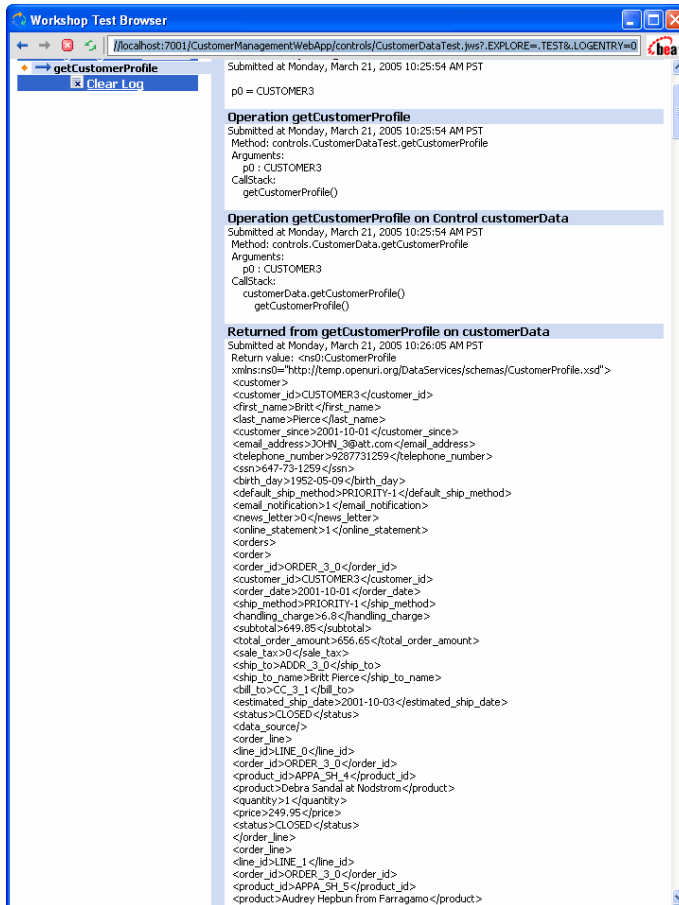 Workshop Test Browser
//localhost:7001/CustomerManagementWebApp/controls/CustomerDataTest.jws?.EXPLORE=.TEST&.LOGENTRY=0
bea
getCustomerProfile
Clear Log
Submitted at Monday, March 21, 2005 10:25:54 AM PST
p0 = CUSTOMER3
Operation getCustomerProfile
Submitted at Monday, March 21, 2005 10:25:54 AM PST
Method: controls.CustomerDataTest.getCustomerProfile
Arguments:
p0 : CUSTOMER3
CallStack:
getCustomerProfile()
Operation getCustomerProfile on Control customerData
Submitted at Monday, March 21, 2005 10:25:54 AM PST
Method: controls.CustomerData.getCustomerProfile
Arguments:
p0 : CUSTOMER3
CallStack:
customerData.getCustomerProfile()
getCustomerProfile()
Returned from getCustomerProfile on customerData
Submitted at Monday, March 21, 2005 10:26:05 AM PST
Return value: <ns0:CustomerProfile
xmlns:ns0="http://temp.openuri.org/DataServices/schemas/CustomerProfile.xsd">
<customer>
<customer_id>CUSTOMER3</customer_id>
<first_name>Britt</first_name>
<last_name>Pierce</last_name>
<customer_since>2001-10-01</customer_since>
<email_address>JOHN_3@att.com</email_address>
<telephone_number>9287731259</telephone_number>
<ssn>647-73-1259</ssn>
<birth_day>1952-05-09</birth_day>
<default_ship_method>PRIORITY-1</default_ship_method>
<email_notification>1</email_notification>
<news_letter>0</news_letter>
<online_statement>1</online_statement>
<orders>
<order>
<order_id>ORDER_3_0</order_id>
<customer_id>CUSTOMER3</customer_id>
<order_date>2001-10-01</order_date>
<ship_method>PRIORITY-1</ship_method>
<handling_charge>6.8</handling_charge>
<subtotal>649.85</subtotal>
<total_order_amount>656.65</total_order_amount>
<sale_tax>0</sale_tax>
<ship_to>ADDR_3_0</ship_to>
<ship_to_name>Britt Pierce</ship_to_name>
<bill_to>CC_3_1</bill_to>
<estimated_ship_date>2001-10-03</estimated_ship_date>
<status>CLOSED</status>
<data_source/>
<order_line>
<line_id>LINE_0</line_id>
<order_id>ORDER_3_0</order_id>
<product_id>APPA_SH_4</product_id>
<product>Debra Sandal at Nodstrom</product>
<quantity>1</quantity>
<price>249.95</price>
<status>CLOSED</status>
</order_line>
<order_line>
<line_id>LINE_1</line_id>
<order_id>ORDER_3_0</order_id>
<product_id>APPA_SH_5</product_id>
<product>Audrey Hepbun from Farragamo</product>